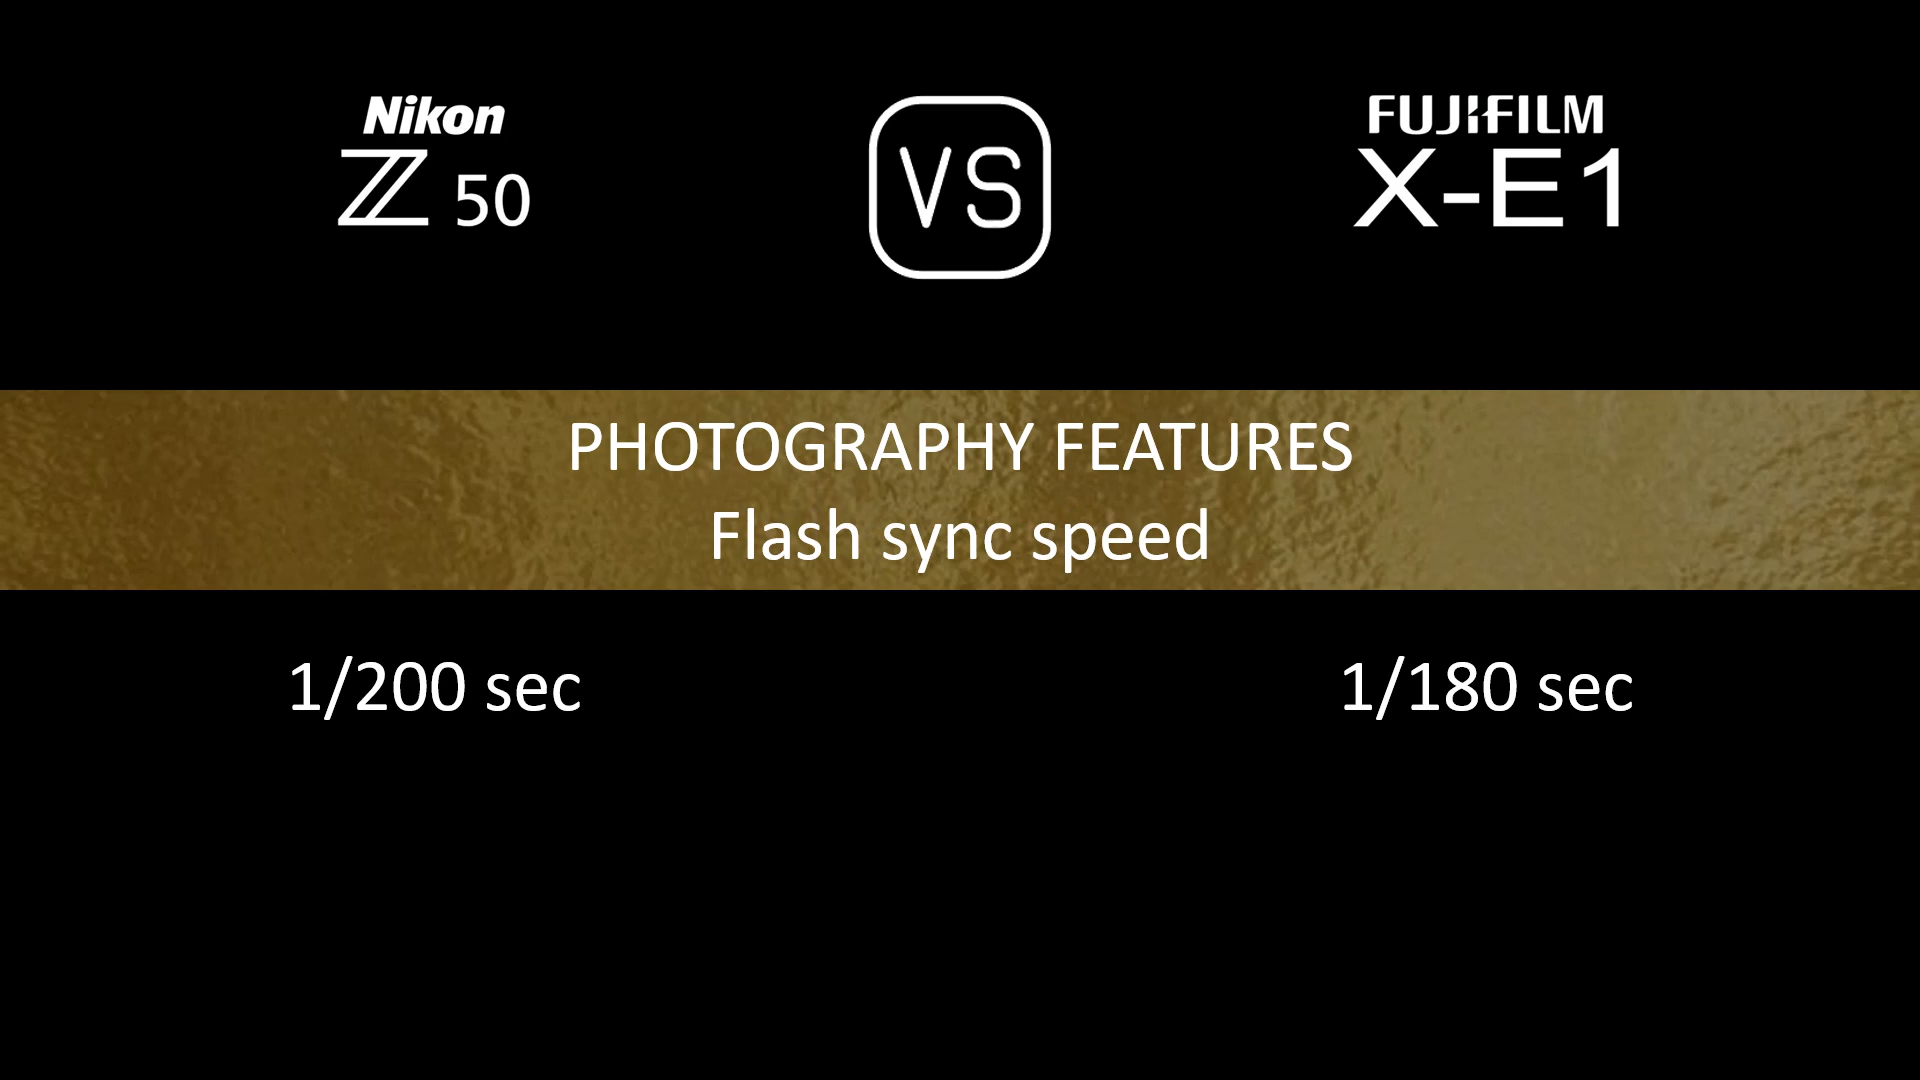 Nikon
Z 50
VS
FUJIFILM
X-E1
PHOTOGRAPHY FEATURES
Flash sync speed
1/200 sec
1/180 sec